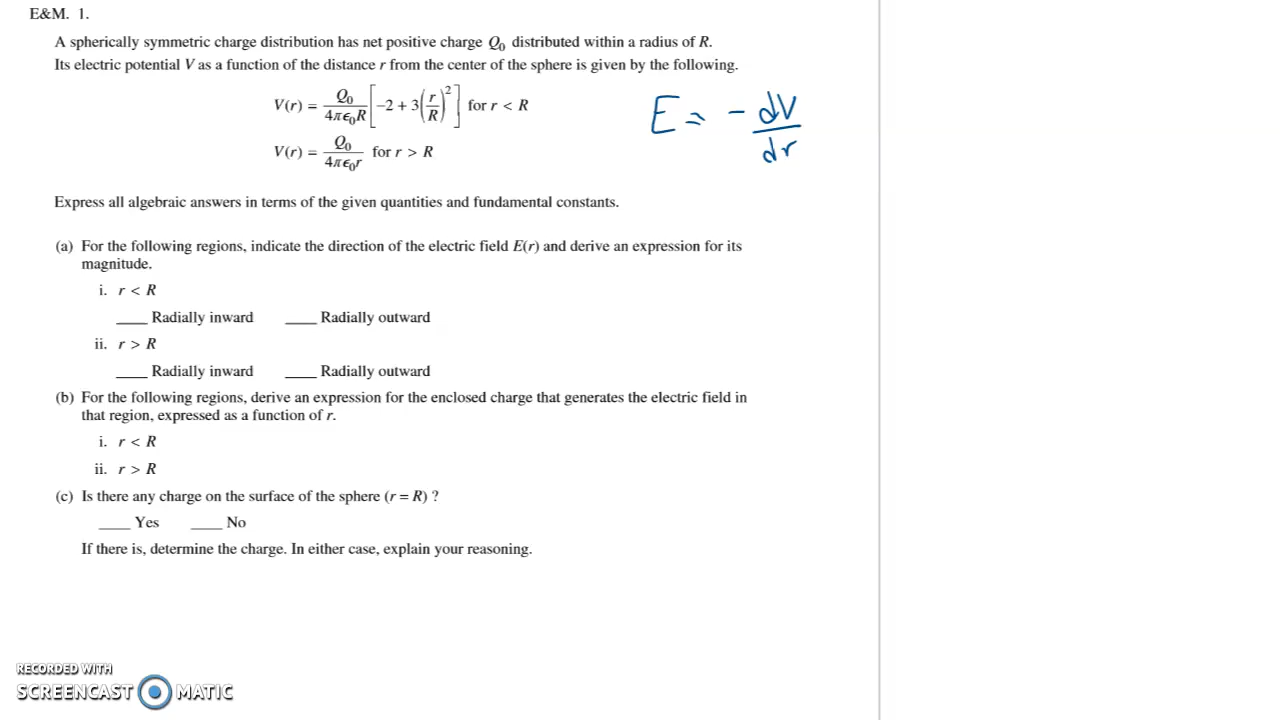 E&M. 1.
A spherically symmetric charge distribution has net positive charge Q₀ distributed within a radius of R.
Its electric potential V as a function of the distance r from the center of the sphere is given by the following.
V(r) = Q₀/(4πϵ₀R) [−2 + 3(r/R)²] for r < R
E = − dV/dr
V(r) = Q₀/(4πϵ₀r) for r > R
Express all algebraic answers in terms of the given quantities and fundamental constants.
(a) For the following regions, indicate the direction of the electric field E(r) and derive an expression for its
magnitude.
i. r < R
____ Radially inward ____ Radially outward
ii. r > R
____ Radially inward ____ Radially outward
(b) For the following regions, derive an expression for the enclosed charge that generates the electric field in
that region, expressed as a function of r.
i. r < R
ii. r > R
(c) Is there any charge on the surface of the sphere (r = R) ?
____ Yes ____ No
If there is, determine the charge. In either case, explain your reasoning.
RECORDED WITH
SCREENCAST MATIC